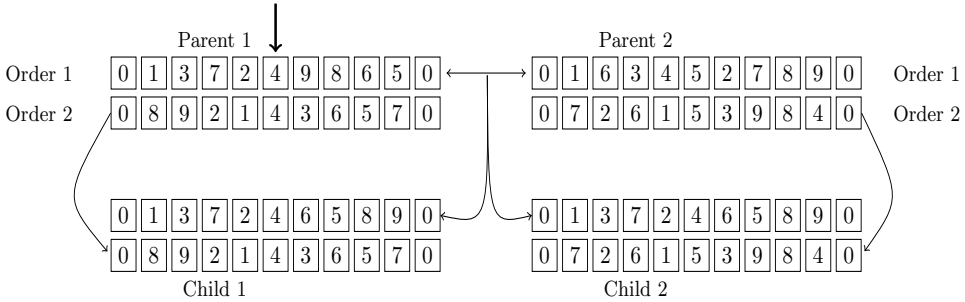 Parent 1 Parent 2
Order 1 0 1 3 7 2 4 9 8 6 5 0 0 1 6 3 4 5 2 7 8 9 0 Order 1
Order 2 0 8 9 2 1 4 3 6 5 7 0 0 7 2 6 1 5 3 9 8 4 0 Order 2
0 1 3 7 2 4 6 5 8 9 0 0 1 3 7 2 4 6 5 8 9 0
0 8 9 2 1 4 3 6 5 7 0 0 7 2 6 1 5 3 9 8 4 0
Child 1 Child 2